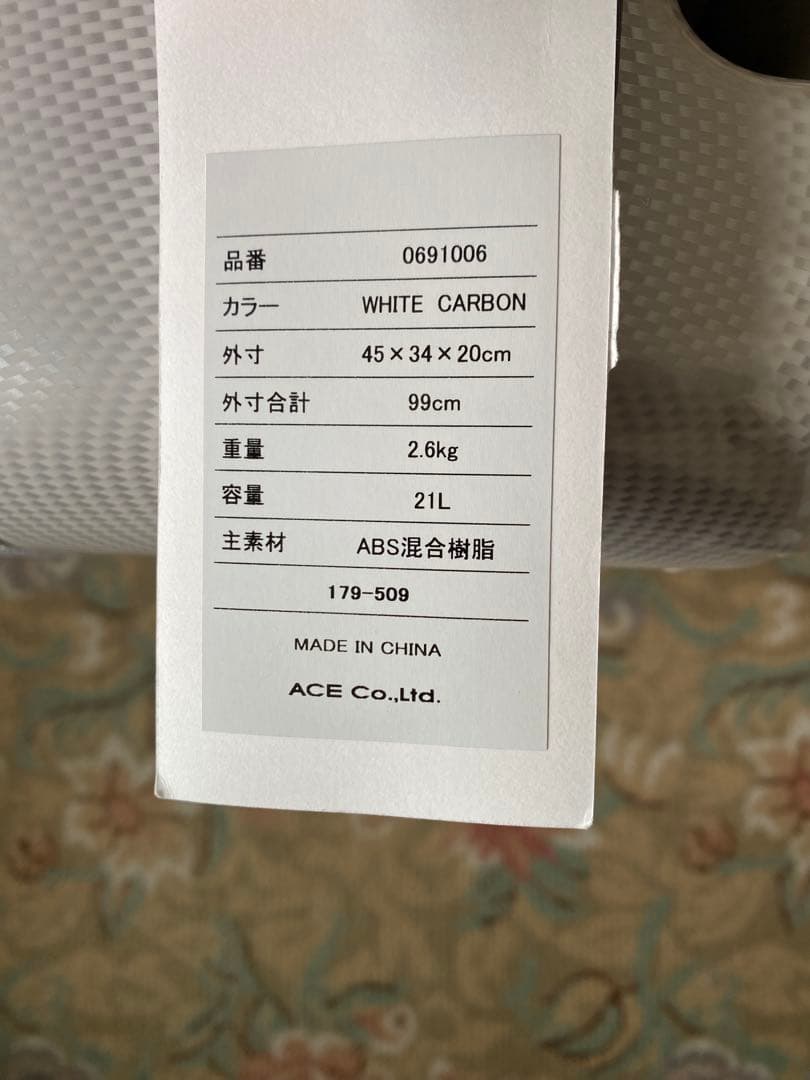 品番 0691006
カラー WHITE CARBON
外寸 45×34×20cm
外寸合計 99cm
重量 2.6kg
容量 21L
主素材 ABS混合樹脂
179-509
MADE IN CHINA
ACE Co.,Ltd.